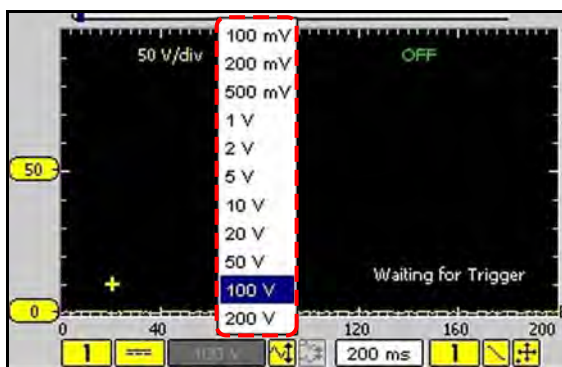 50 V/div
OFF
100 mV
200 mV
500 mV
1 V
2 V
5 V
10 V
20 V
50 V
100 V
200 V
50
Waiting for Trigger
0
0 40 120 160 200
1 100 V 200 ms 1